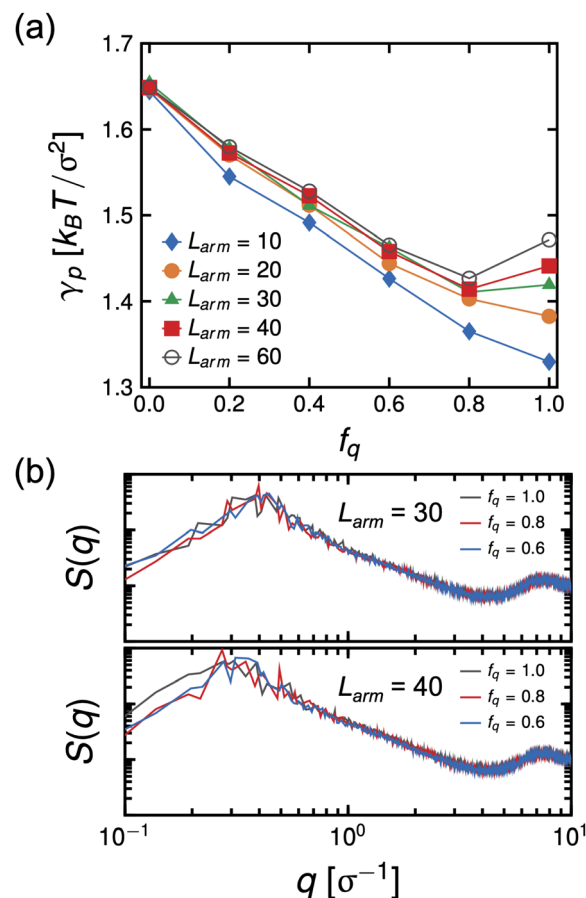 (a)
1.7
1.6
1.5
1.4
1.3
γp [kBT/σ²]
Larm = 10
Larm = 20
Larm = 30
Larm = 40
Larm = 60
0.0 0.2 0.4 0.6 0.8 1.0
fq
(b)
S(q)
Larm = 30
fq = 1.0
fq = 0.8
fq = 0.6
S(q)
Larm = 40
fq = 1.0
fq = 0.8
fq = 0.6
10⁻¹ 10⁰ 10¹
q [σ⁻¹]